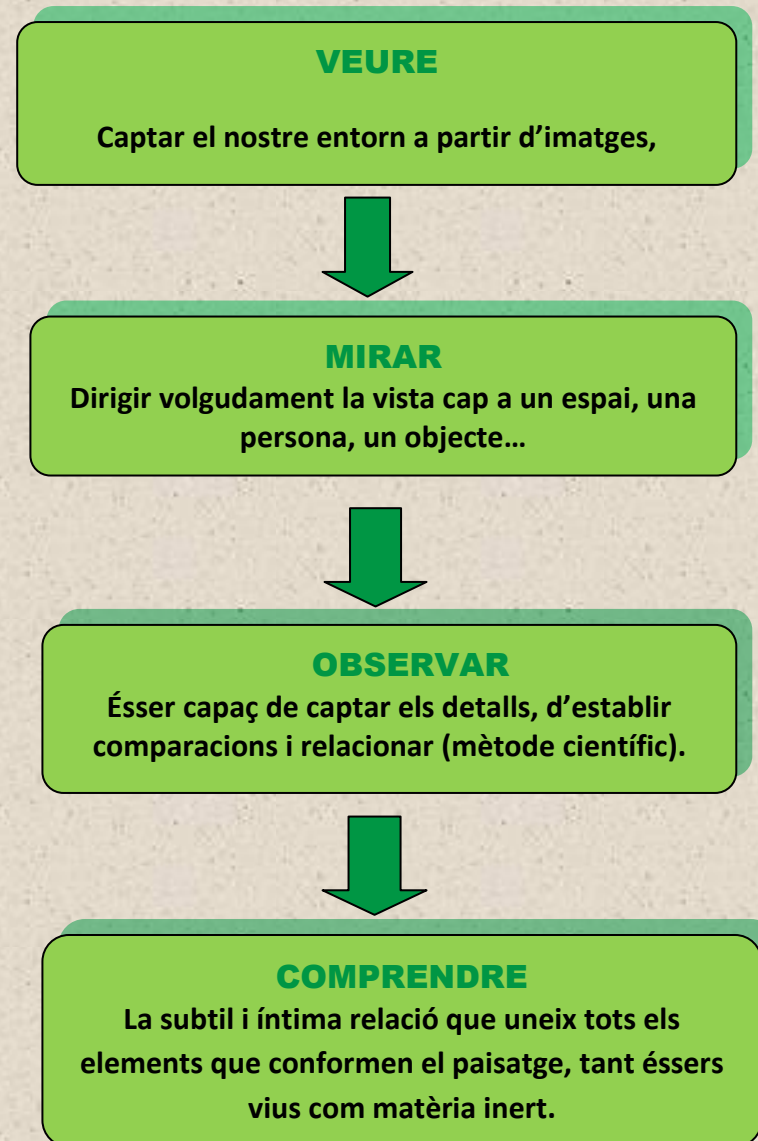 VEURE
Captar el nostre entorn a partir d’imatges,
MIRAR
Dirigir volgudament la vista cap a un espai, una
persona, un objecte…
OBSERVAR
Ésser capaç de captar els detalls, d’establir
comparacions i relacionar (mètode científic).
COMPRENDRE
La subtil i íntima relació que uneix tots els
elements que conformen el paisatge, tant éssers
vius com matèria inert.